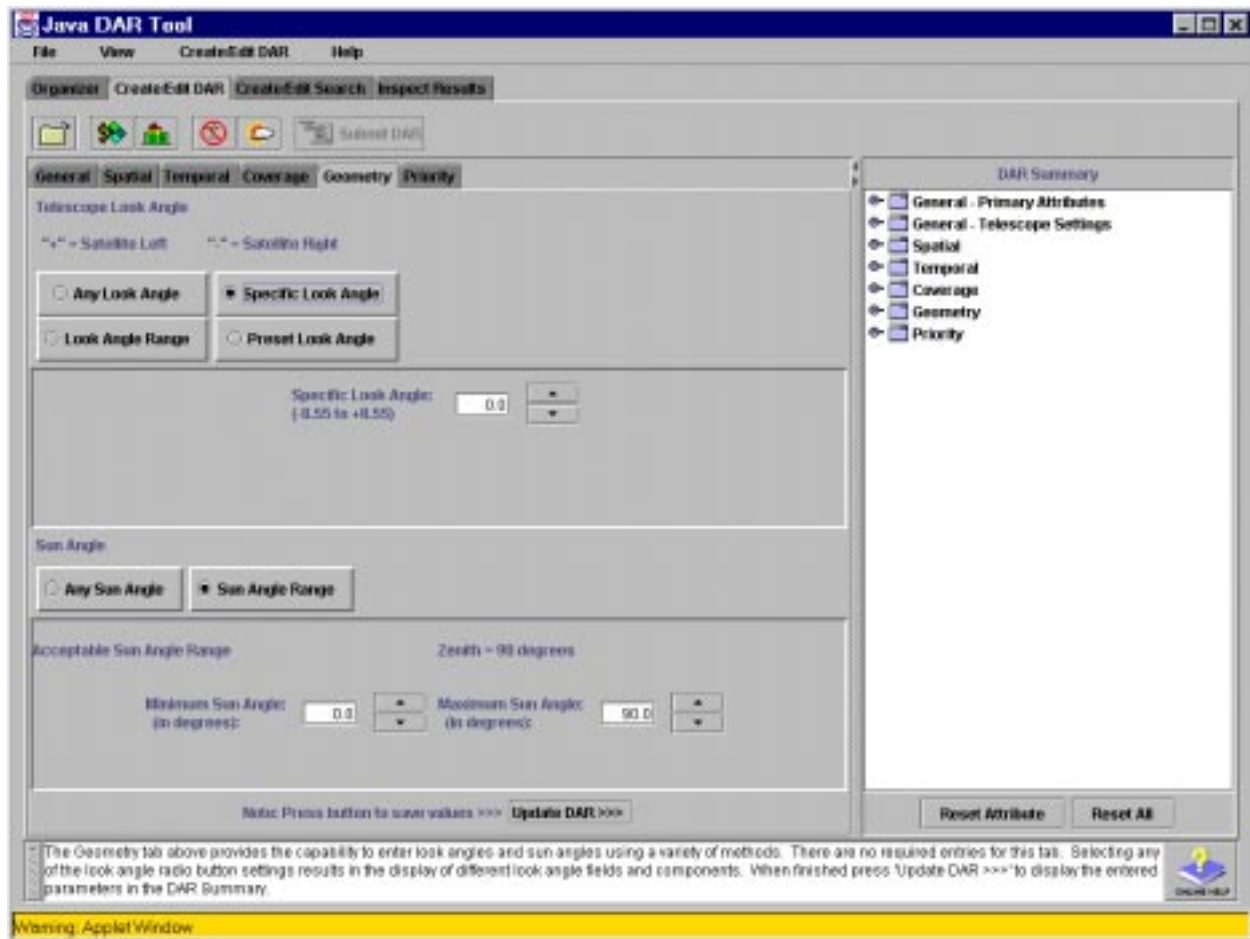 Java DAR Tool
File View Create/Edit DAR Help
Organizer Create/Edit DAR Create/Edit Search Inspect Results
Submit DAR
General Spatial Temporal Coverage Geometry Priority
Telescope Look Angle
"+" = Satellite Left "-" = Satellite Right
Any Look Angle Specific Look Angle
Look Angle Range Preset Look Angle
Specific Look Angle: 0.0
(-8.55 to +8.55)
Sun Angle
Any Sun Angle Sun Angle Range
Acceptable Sun Angle Range Zenith = 90 degrees
Minimum Sun Angle: 0.0 Maximum Sun Angle: 90.0
(in degrees): (in degrees):
Note: Press button to save values >>> Update DAR >>>
DAR Summary
General - Primary Attributes
General - Telescope Settings
Spatial
Temporal
Coverage
Geometry
Priority
Reset Attribute Reset All
The Geometry tab above provides the capability to enter look angles and sun angles using a variety of methods. There are no required entries for this tab. Selecting any
of the look angle radio button settings results in the display of different look angle fields and components. When finished press 'Update DAR >>>' to display the entered
parameters in the DAR Summary.
ONLINE HELP
Warning: Applet Window